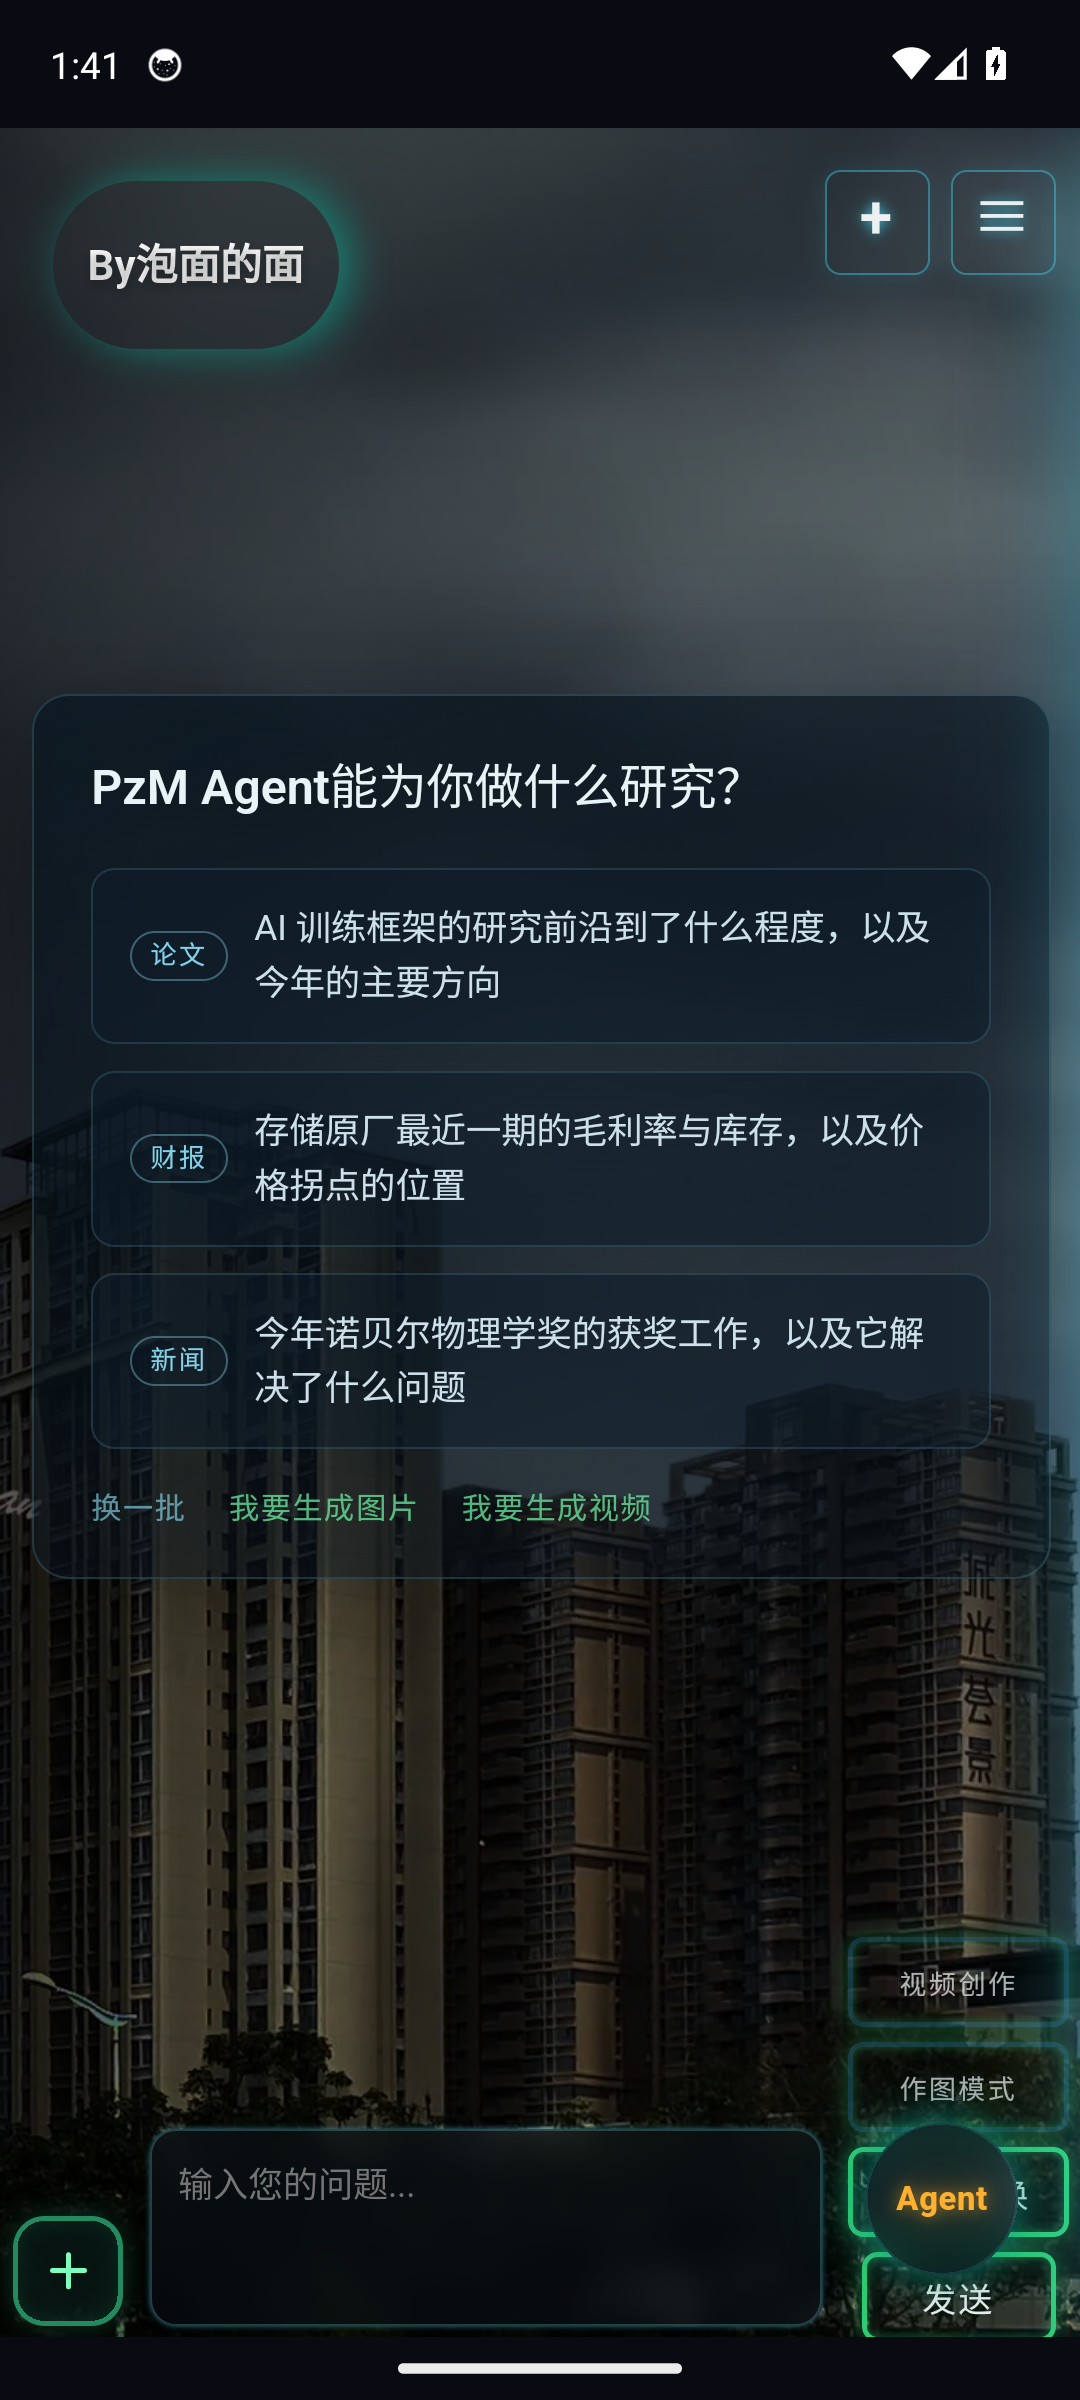 1:41
By泡面的面
PzM Agent能为你做什么研究?
论文
AI 训练框架的研究前沿到了什么程度，以及
今年的主要方向
财报
存储原厂最近一期的毛利率与库存，以及价
格拐点的位置
新闻
今年诺贝尔物理学奖的获奖工作，以及它解
决了什么问题
换一批 我要生成图片 我要生成视频
光
荟
景
视频创作
作图模式
输入您的问题...
Agent
发送